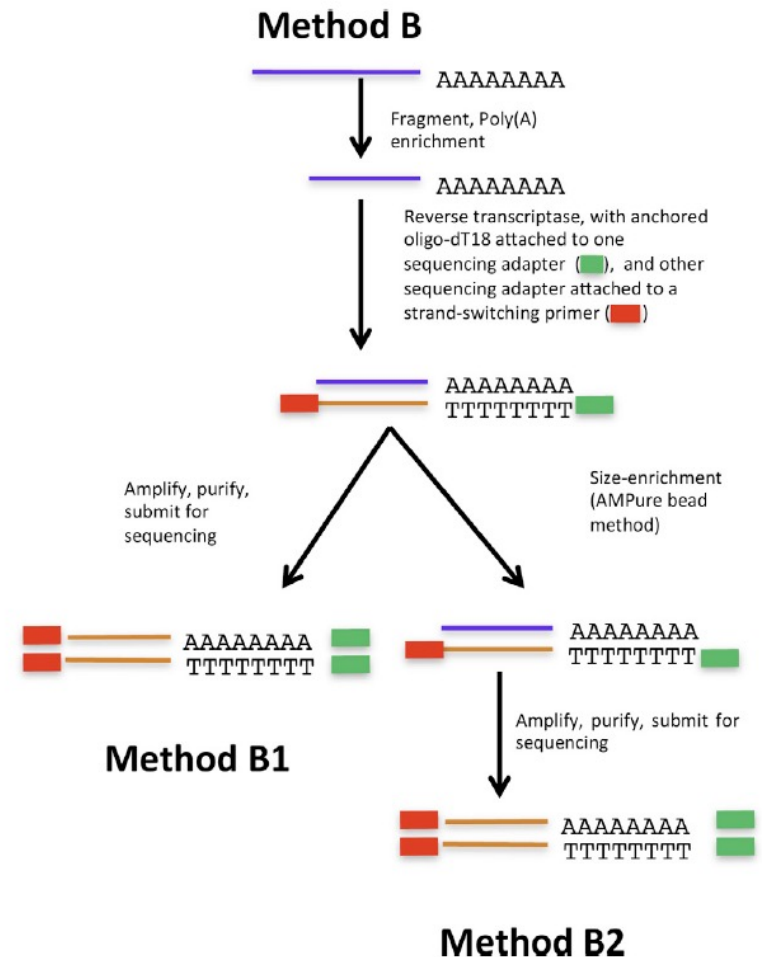 Method B
AAAAAAAA
Fragment, Poly(A)
enrichment
AAAAAAAA
Reverse transcriptase, with anchored
oligo-dT18 attached to one
sequencing adapter ( ), and other
sequencing adapter attached to a
strand-switching primer ( )
AAAAAAAA
TTTTTTTT
Amplify, purify,
submit for
sequencing
Size-enrichment
(AMPure bead
method)
AAAAAAAA
TTTTTTTT
Method B1
AAAAAAAA
TTTTTTTT
Amplify, purify, submit for
sequencing
AAAAAAAA
TTTTTTTT
Method B2